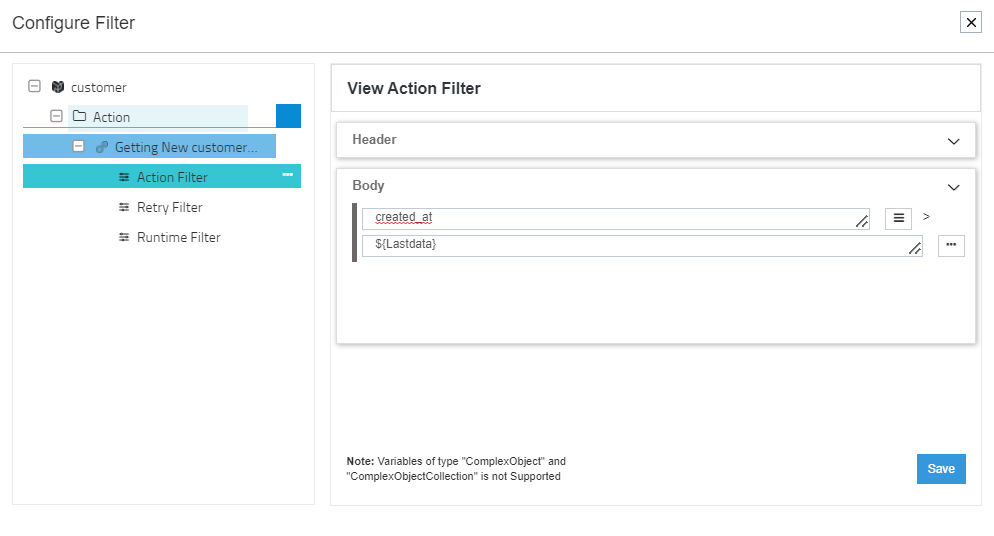 Configure Filter
customer
Action
Getting New customer...
Action Filter
Retry Filter
Runtime Filter
View Action Filter
Header
Body
created_at
>
${Lastdata}
Note: Variables of type "ComplexObject" and
"ComplexObjectCollection" is not Supported
Save